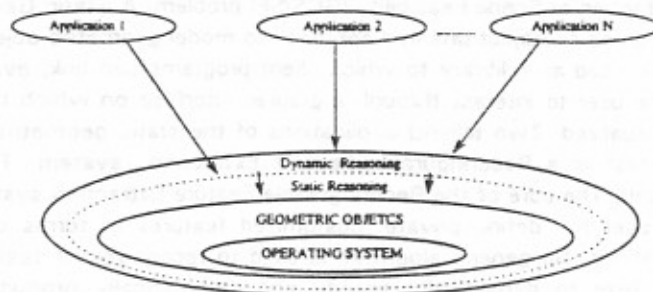 Application 1
Application 2
Application N
Dynamic Reasoning
Static Reasoning
GEOMETRIC OBJETCS
OPERATING SYSTEM